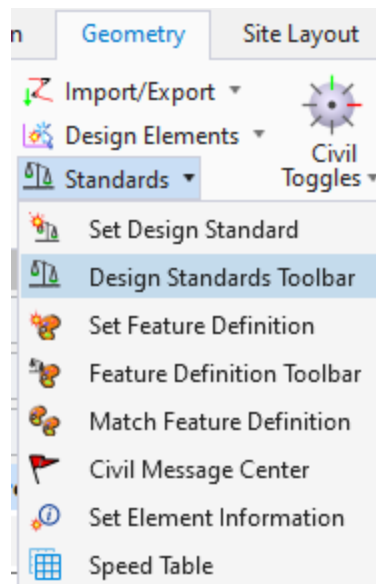 n Geometry Site Layout
Import/Export
Design Elements
Civil
Standards Toggles
Set Design Standard
Design Standards Toolbar
Set Feature Definition
Feature Definition Toolbar
Match Feature Definition
Civil Message Center
Set Element Information
Speed Table